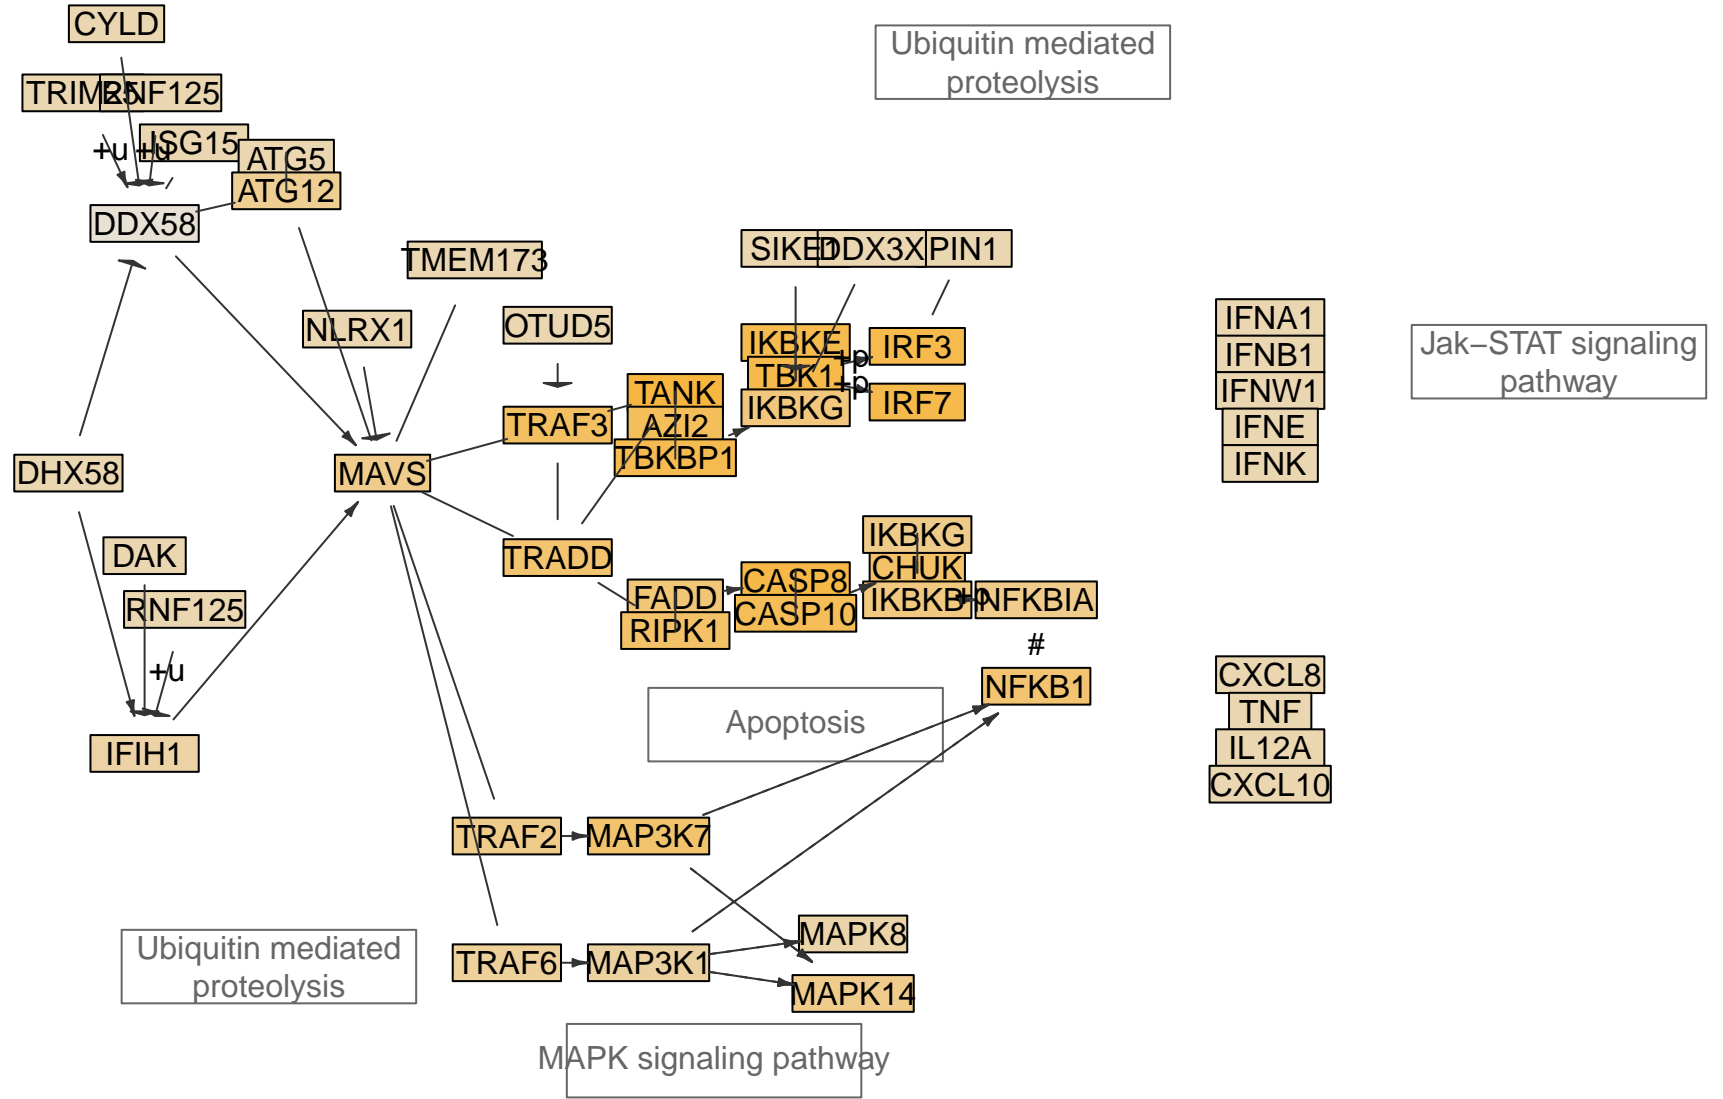 CYLD
Ubiquitin mediated
proteolysis
TRIM25
RNF125
ISG15
+u
+u
ATG5
ATG12
DDX58
TMEM173
SIKE1
DDX3X
PIN1
NLRX1
OTUD5
IKBKE
TBK1
IKBKG
+p
+p
IRF3
IRF7
IFNA1
IFNB1
IFNW1
IFNE
IFNK
Jak−STAT signaling
pathway
TANK
AZI2
TBKBP1
TRAF3
DHX58
MAVS
DAK
RNF125
+u
IFIH1
TRADD
FADD
RIPK1
CASP8
CASP10
IKBKG
CHUK
IKBKB
+p
NFKBIA
#
NFKB1
Apoptosis
CXCL8
TNF
IL12A
CXCL10
TRAF2
MAP3K7
TRAF6
MAP3K1
MAPK8
MAPK14
Ubiquitin mediated
proteolysis
MAPK signaling pathway